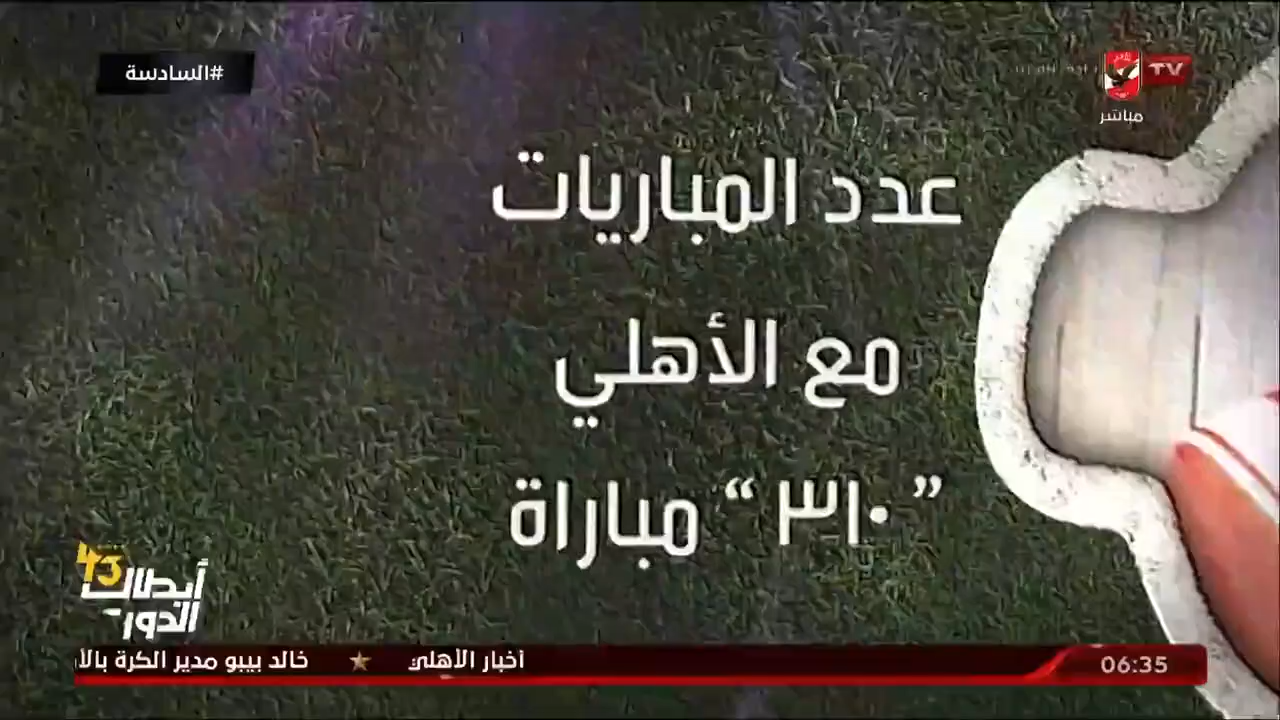 #السادسة
TV
مباشر
عدد المباريات
مع الأهلي
”٣١٠“ مباراة
43
أبطال
الدوري
أخبار الأهلي ★ خالد بيبو مدير الكرة بالأ
06:35